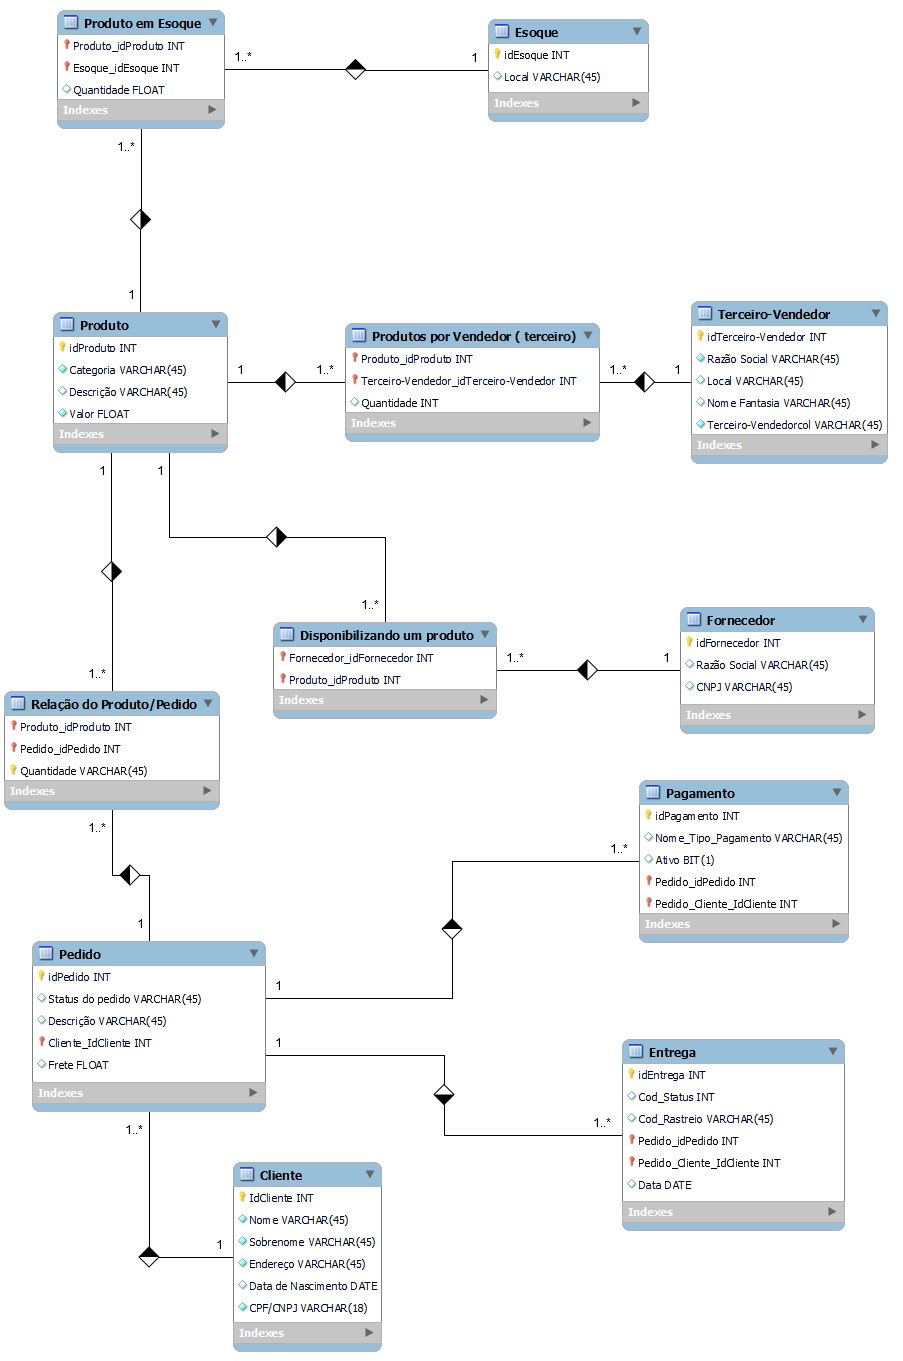 Produto em Esoque
Produto_idProduto INT
Esoque_idEsoque INT
Quantidade FLOAT
Indexes
1..*
1
Esoque
idEsoque INT
Local VARCHAR(45)
Indexes
1..*
1
Produto
idProduto INT
Categoria VARCHAR(45)
Descrição VARCHAR(45)
Valor FLOAT
Indexes
1
1..*
Produtos por Vendedor ( terceiro)
Produto_idProduto INT
Terceiro-Vendedor_idTerceiro-Vendedor INT
Quantidade INT
Indexes
1..*
1
Terceiro-Vendedor
idTerceiro-Vendedor INT
Razão Social VARCHAR(45)
Local VARCHAR(45)
Nome Fantasia VARCHAR(45)
Terceiro-Vendedorcol VARCHAR(45)
Indexes
1
1
1..*
Disponibilizando um produto
Fornecedor_idFornecedor INT
Produto_idProduto INT
Indexes
1..*
1
Fornecedor
idFornecedor INT
Razão Social VARCHAR(45)
CNPJ VARCHAR(45)
Indexes
1..*
Relação do Produto/Pedido
Produto_idProduto INT
Pedido_idPedido INT
Quantidade VARCHAR(45)
Indexes
1..*
1
Pagamento
idPagamento INT
Nome_Tipo_Pagamento VARCHAR(45)
Ativo BIT(1)
Pedido_idPedido INT
Pedido_Cliente_IdCliente INT
Indexes
1..*
1
Pedido
idPedido INT
Status do pedido VARCHAR(45)
Descrição VARCHAR(45)
Cliente_IdCliente INT
Frete FLOAT
Indexes
1
1..*
Entrega
idEntrega INT
Cod_Status INT
Cod_Rastreio VARCHAR(45)
Pedido_idPedido INT
Pedido_Cliente_IdCliente INT
Data DATE
Indexes
1..*
1
Cliente
IdCliente INT
Nome VARCHAR(45)
Sobrenome VARCHAR(45)
Endereço VARCHAR(45)
Data de Nascimento DATE
CPF/CNPJ VARCHAR(18)
Indexes